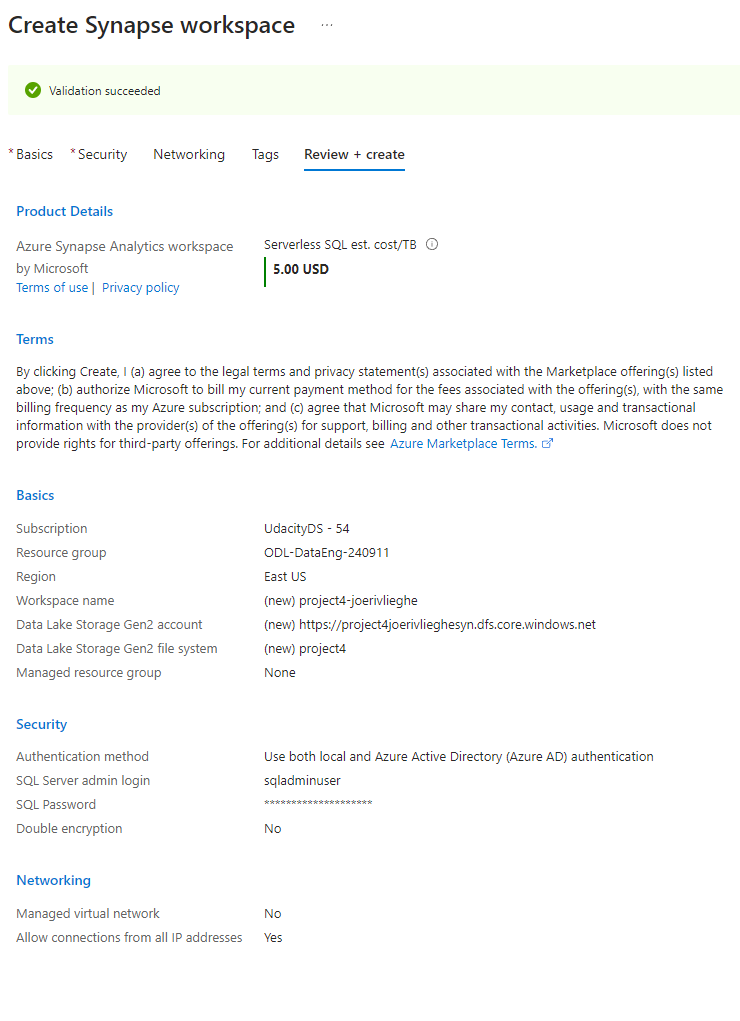 Create Synapse workspace ...
Validation succeeded
* Basics * Security Networking Tags Review + create
Product Details
Azure Synapse Analytics workspace
by Microsoft
Terms of use | Privacy policy
Serverless SQL est. cost/TB
5.00 USD
Terms
By clicking Create, I (a) agree to the legal terms and privacy statement(s) associated with the Marketplace offering(s) listed
above; (b) authorize Microsoft to bill my current payment method for the fees associated with the offering(s), with the same
billing frequency as my Azure subscription; and (c) agree that Microsoft may share my contact, usage and transactional
information with the provider(s) of the offering(s) for support, billing and other transactional activities. Microsoft does not
provide rights for third-party offerings. For additional details see Azure Marketplace Terms.
Basics
Subscription UdacityDS - 54
Resource group ODL-DataEng-240911
Region East US
Workspace name (new) project4-joerivlieghe
Data Lake Storage Gen2 account (new) https://project4joerivlieghesyn.dfs.core.windows.net
Data Lake Storage Gen2 file system (new) project4
Managed resource group None
Security
Authentication method Use both local and Azure Active Directory (Azure AD) authentication
SQL Server admin login sqladminuser
SQL Password ********************
Double encryption No
Networking
Managed virtual network No
Allow connections from all IP addresses Yes